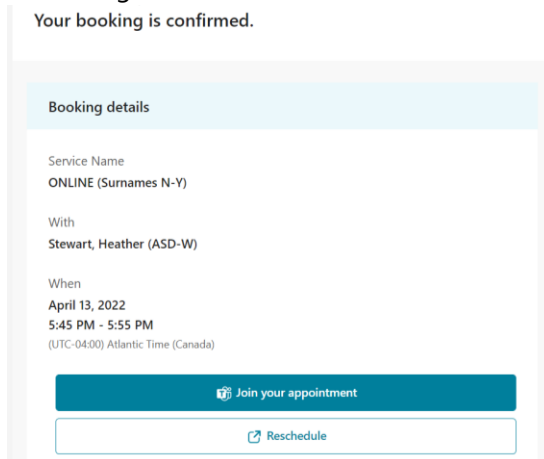 Your booking is confirmed.
Booking details
Service Name
ONLINE (Surnames N-Y)
With
Stewart, Heather (ASD-W)
When
April 13, 2022
5:45 PM - 5:55 PM
(UTC-04:00) Atlantic Time (Canada)
Join your appointment
Reschedule